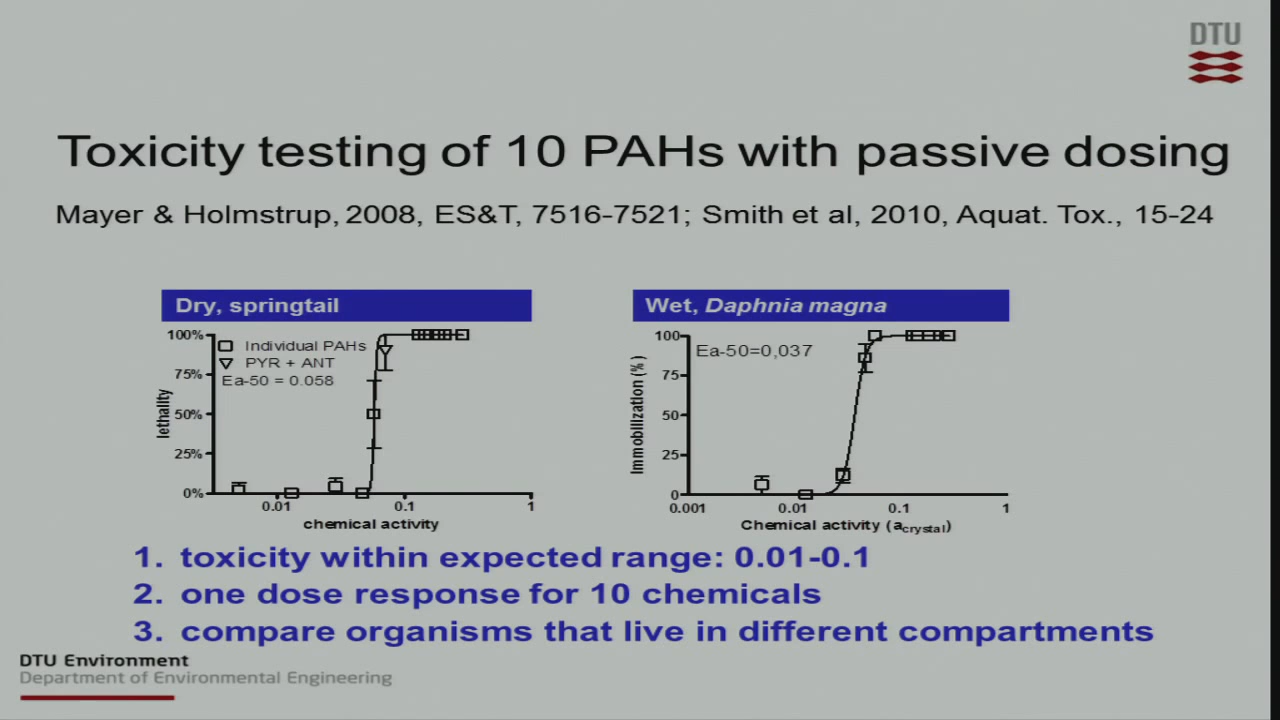 DTU
Toxicity testing of 10 PAHs with passive dosing
Mayer & Holmstrup, 2008, ES&T, 7516-7521; Smith et al, 2010, Aquat. Tox., 15-24
Dry, springtail
100%
75%
50%
25%
0%
lethality
Individual PAHs
PYR + ANT
Ea-50 = 0.058
0.01
0.1
1
chemical activity
Wet, Daphnia magna
100
75
50
25
0
Immobilization (%)
Ea-50=0,037
0.001
0.01
0.1
1
Chemical activity (acrystal)
1. toxicity within expected range: 0.01-0.1
2. one dose response for 10 chemicals
3. compare organisms that live in different compartments
DTU Environment
Department of Environmental Engineering